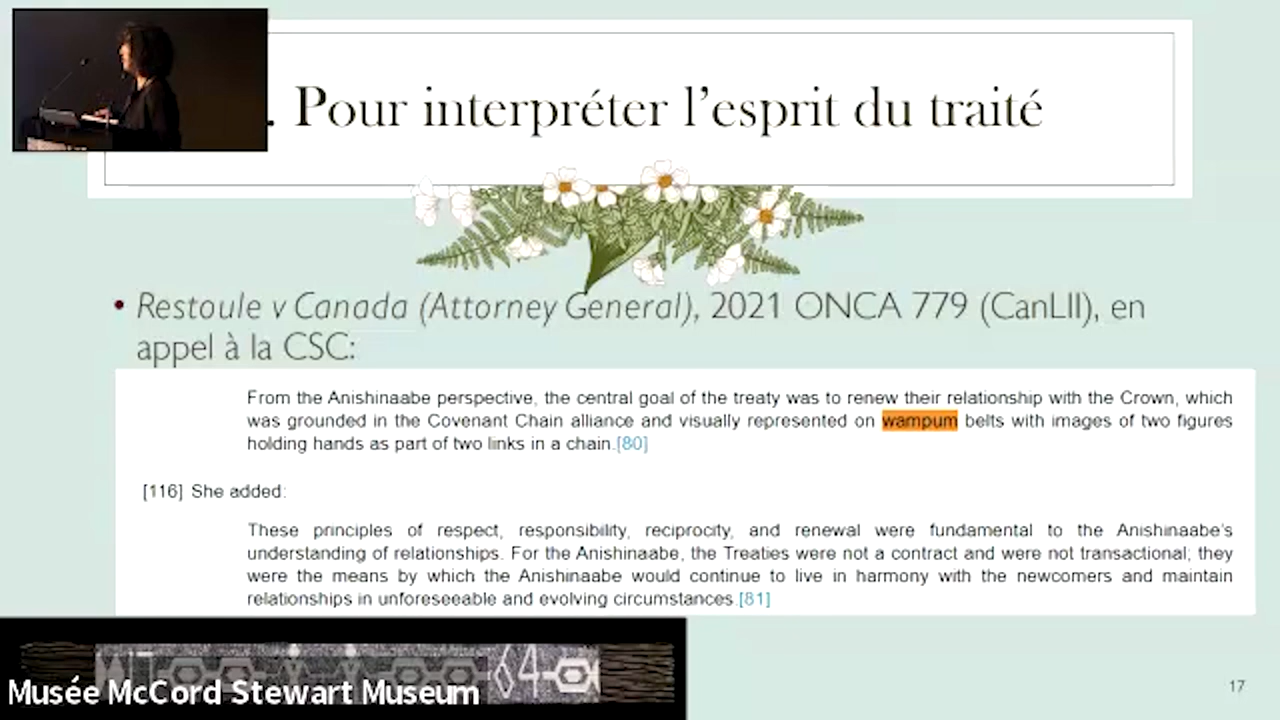 . Pour interpréter l’esprit du traité
• Restoule v Canada (Attorney General), 2021 ONCA 779 (CanLII), en
appel à la CSC:
From the Anishinaabe perspective, the central goal of the treaty was to renew their relationship with the Crown, which
was grounded in the Covenant Chain alliance and visually represented on wampum belts with images of two figures
holding hands as part of two links in a chain.[80]
[116] She added:
These principles of respect, responsibility, reciprocity, and renewal were fundamental to the Anishinaabe’s
understanding of relationships. For the Anishinaabe, the Treaties were not a contract and were not transactional; they
were the means by which the Anishinaabe would continue to live in harmony with the newcomers and maintain
relationships in unforeseeable and evolving circumstances.[81]
64
Musée McCord Stewart Museum
17